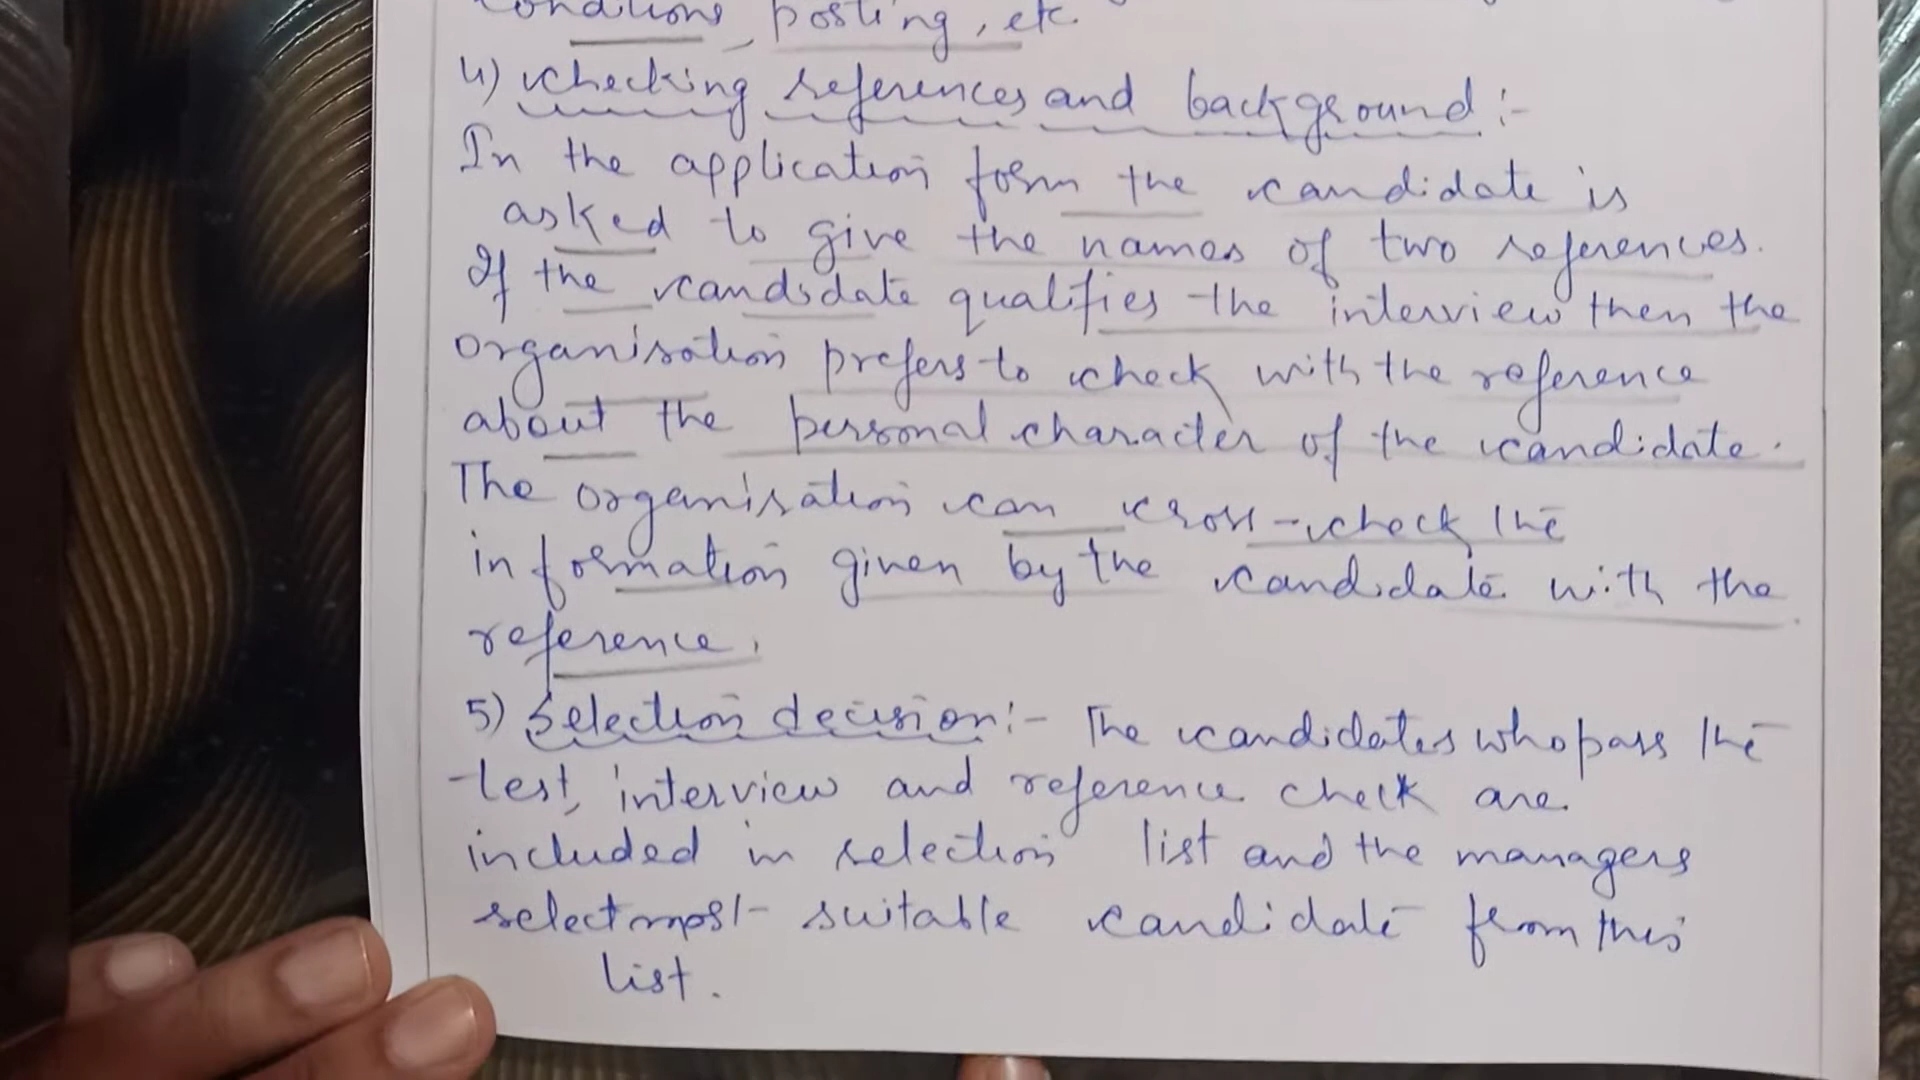 conditions, posting, etc.
4) checking references and background :-
In the application form the candidate is
asked to give the names of two references.
If the candidate qualifies the interview then the
organisation prefers to check with the reference
about the personal character of the candidate.
The organisation can cross-check the
information given by the candidate with the
reference.
5) Selection decision :- The candidates who pass the
test, interview and reference check are
included in selection list and the managers
select most suitable candidate from this
list.